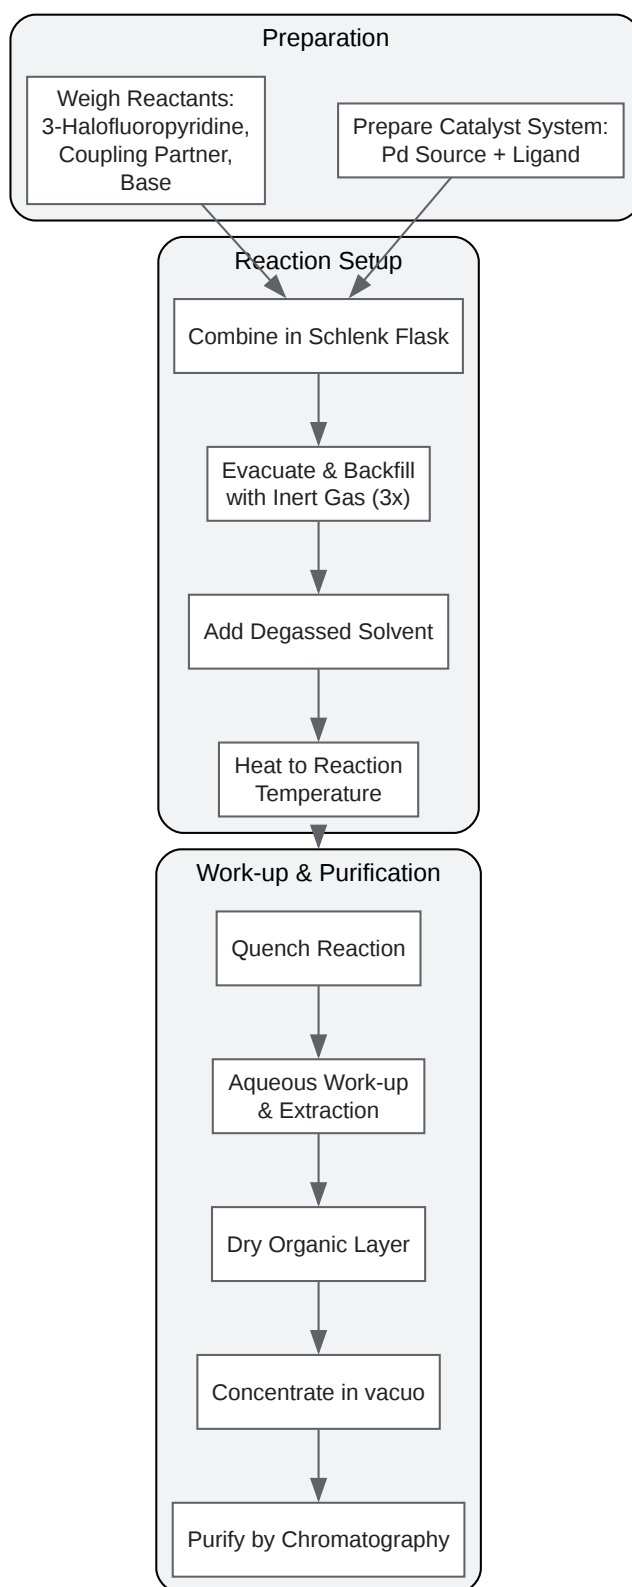 Preparation
Weigh Reactants:
3-Halofluoropyridine,
Coupling Partner,
Base
Prepare Catalyst System:
Pd Source + Ligand
Reaction Setup
Combine in Schlenk Flask
Evacuate & Backfill
with Inert Gas (3x)
Add Degassed Solvent
Heat to Reaction
Temperature
Work-up & Purification
Quench Reaction
Aqueous Work-up
& Extraction
Dry Organic Layer
Concentrate in vacuo
Purify by Chromatography